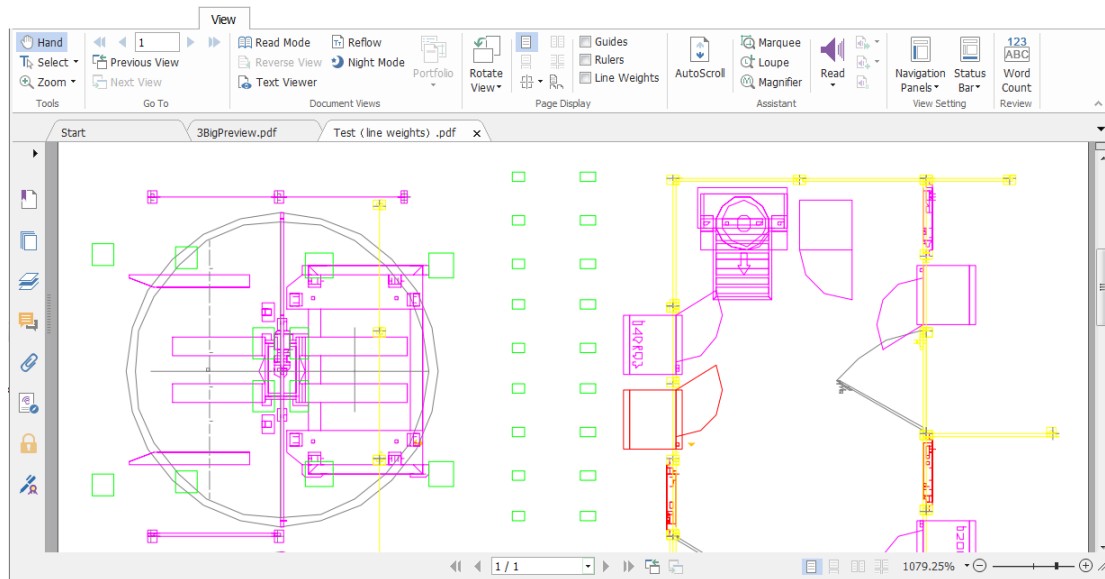 View
Hand
Select
Zoom
Tools
1
Previous View
Next View
Go To
Read Mode
Reverse View
Text Viewer
Reflow
Night Mode
Portfolio
Document Views
Rotate
View
Guides
Rulers
Line Weights
Page Display
AutoScroll
Marquee
Loupe
Magnifier
Assistant
Read
Navigation
Panels
Status
Bar
View Setting
123
ABC
Word
Count
Review
Start
3BigPreview.pdf
Test (line weights) .pdf
1 / 1
1079.25%